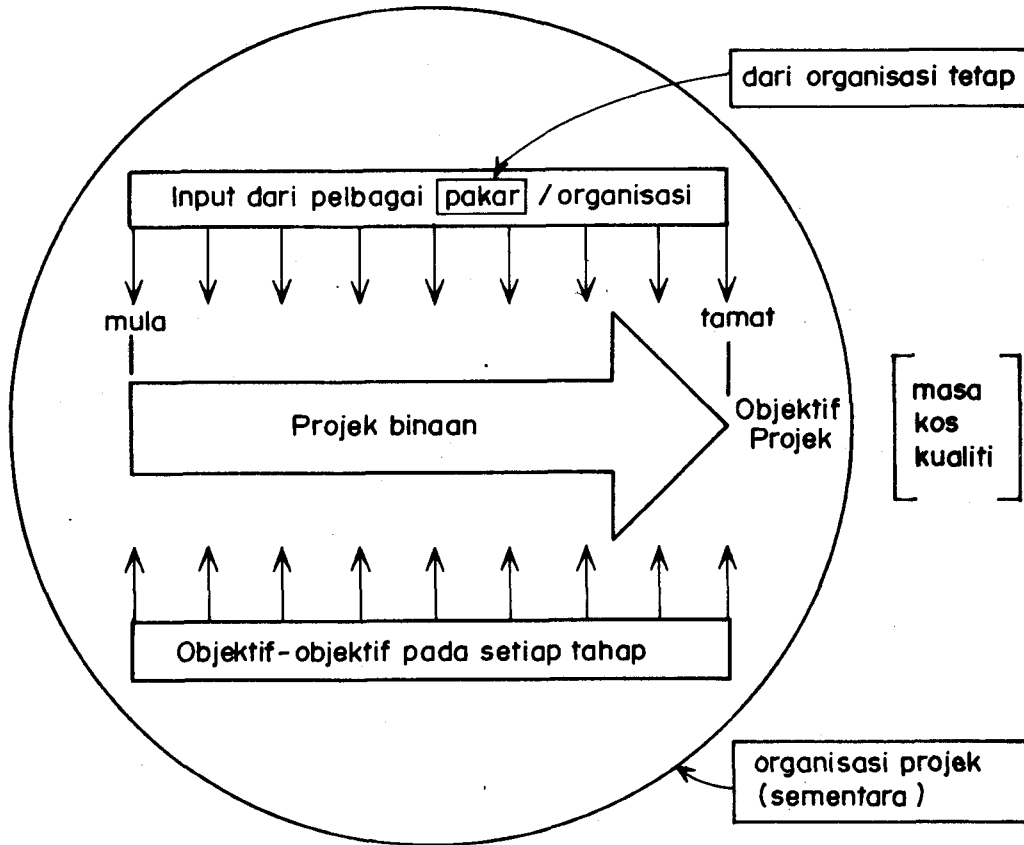 dari organisasi tetap
Input dari pelbagai pakar / organisasi
mula
tamat
Projek binaan
Objektif
Projek
masa
kos
kualiti
Objektif-objektif pada setiap tahap
organisasi projek
(sementara)